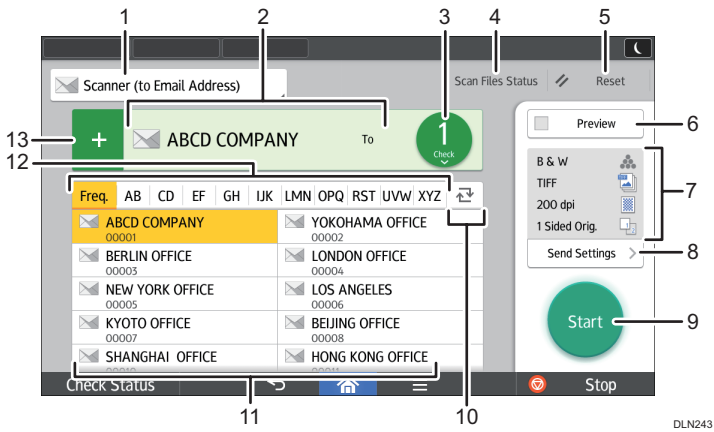 1 2 3 4 5
Scanner (to Email Address)
Scan Files Status
Reset
13
+
ABCD COMPANY
To
1
Check
Preview
6
12
Freq. AB CD EF GH IJK LMN OPQ RST UVW XYZ
B & W
TIFF
200 dpi
1 Sided Orig.
7
ABCD COMPANY
00001
YOKOHAMA OFFICE
00002
BERLIN OFFICE
00003
LONDON OFFICE
00004
Send Settings
8
NEW YORK OFFICE
00005
LOS ANGELES
00006
KYOTO OFFICE
00007
BEIJING OFFICE
00008
Start
9
SHANGHAI OFFICE
HONG KONG OFFICE
Check Status
Stop
11
10
DLN243